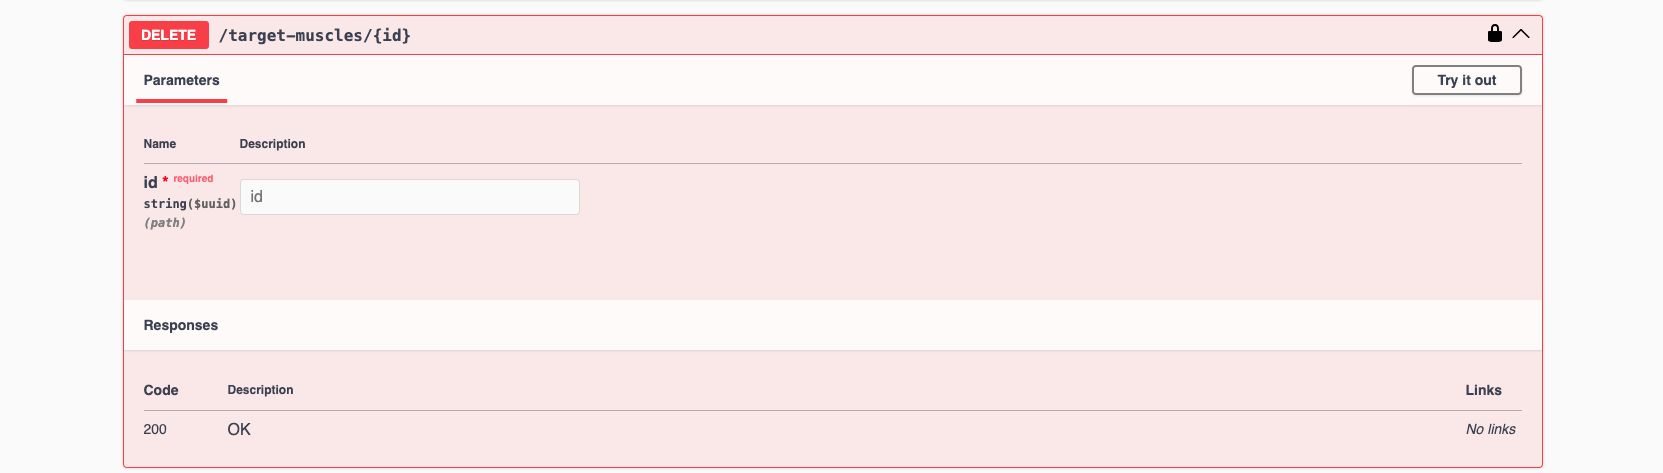 DELETE /target-muscles/{id}
Parameters
Try it out
Name Description
id * required
id
string($uuid)
(path)
Responses
Code Description Links
200 OK No links